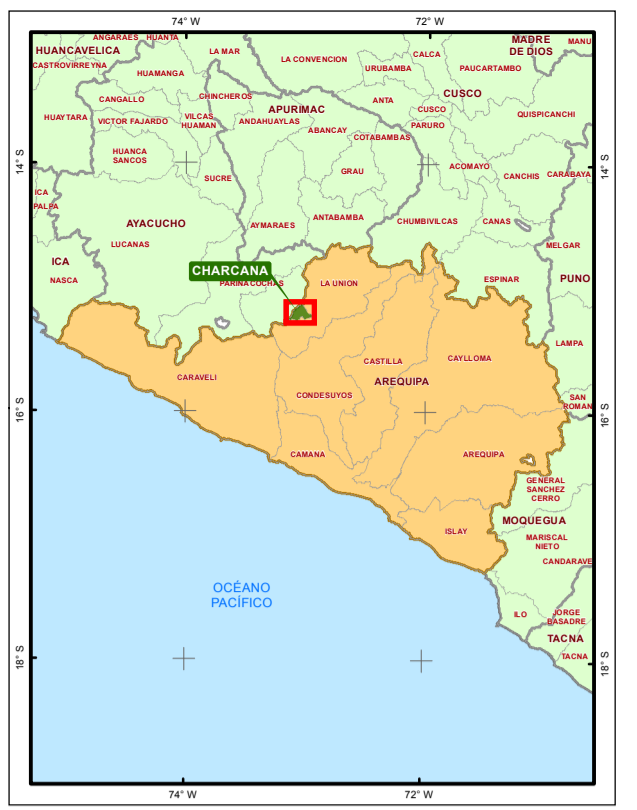 74° W
72° W
ANGARAES
HUANTA
LA MAR
LA CONVENCION
CALCA
MADRE
DE DIOS
MANU
HUANCAVELICA
CASTROVIRREYNA
HUAMANGA
URUBAMBA
PAUCARTAMBO
CANGALLO
CHINCHEROS
ANTA
CUSCO
CUSCO
HUAYTARA
VICTOR FAJARDO
VILCAS
HUAMAN
APURIMAC
ANDAHUAYLAS
ABANCAY
COTABAMBAS
PARURO
QUISPICANCHI
14° S
HUANCA
SANCOS
SUCRE
GRAU
ACOMAYO
CANCHIS
CARABAYA
14° S
ICA
PALPA
AYACUCHO
LUCANAS
AYMARAES
ANTABAMBA
CHUMBIVILCAS
CANAS
MELGAR
ICA
NASCA
CHARCANA
PARINACOCHAS
LA UNION
ESPINAR
PUNO
LAMPA
CASTILLA
CAYLLOMA
CARAVELI
AREQUIPA
CONDESUYOS
SAN
ROMAN
16° S
16° S
CAMANA
AREQUIPA
GENERAL
SANCHEZ
CERRO
MOQUEGUA
ISLAY
MARISCAL
NIETO
CANDARAVE
OCÉANO
PACÍFICO
ILO
JORGE
BASADRE
TACNA
TACNA
18° S
18° S
74° W
72° W